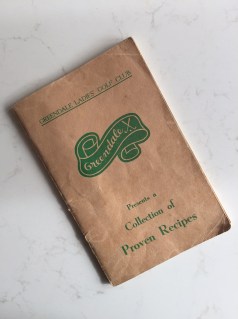 GREENDALE LADIES' GOLF CLUB
Greendale
Presents a
Collection of
Proven Recipes